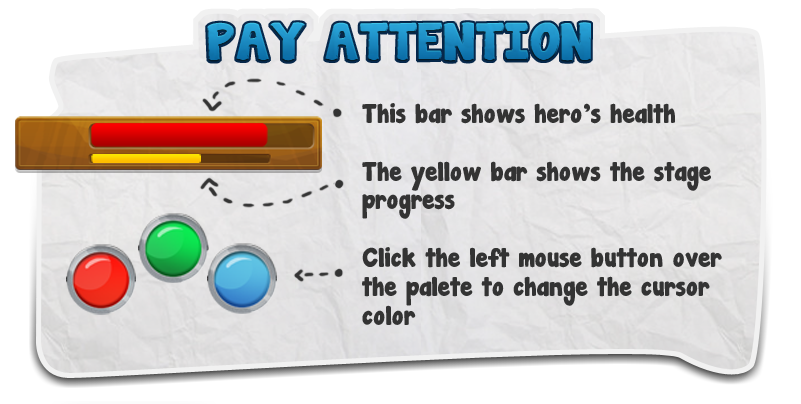 PAY ATTENTION
This bar shows hero's health
The yellow bar shows the stage
progress
Click the left mouse button over
the palete to change the cursor
color